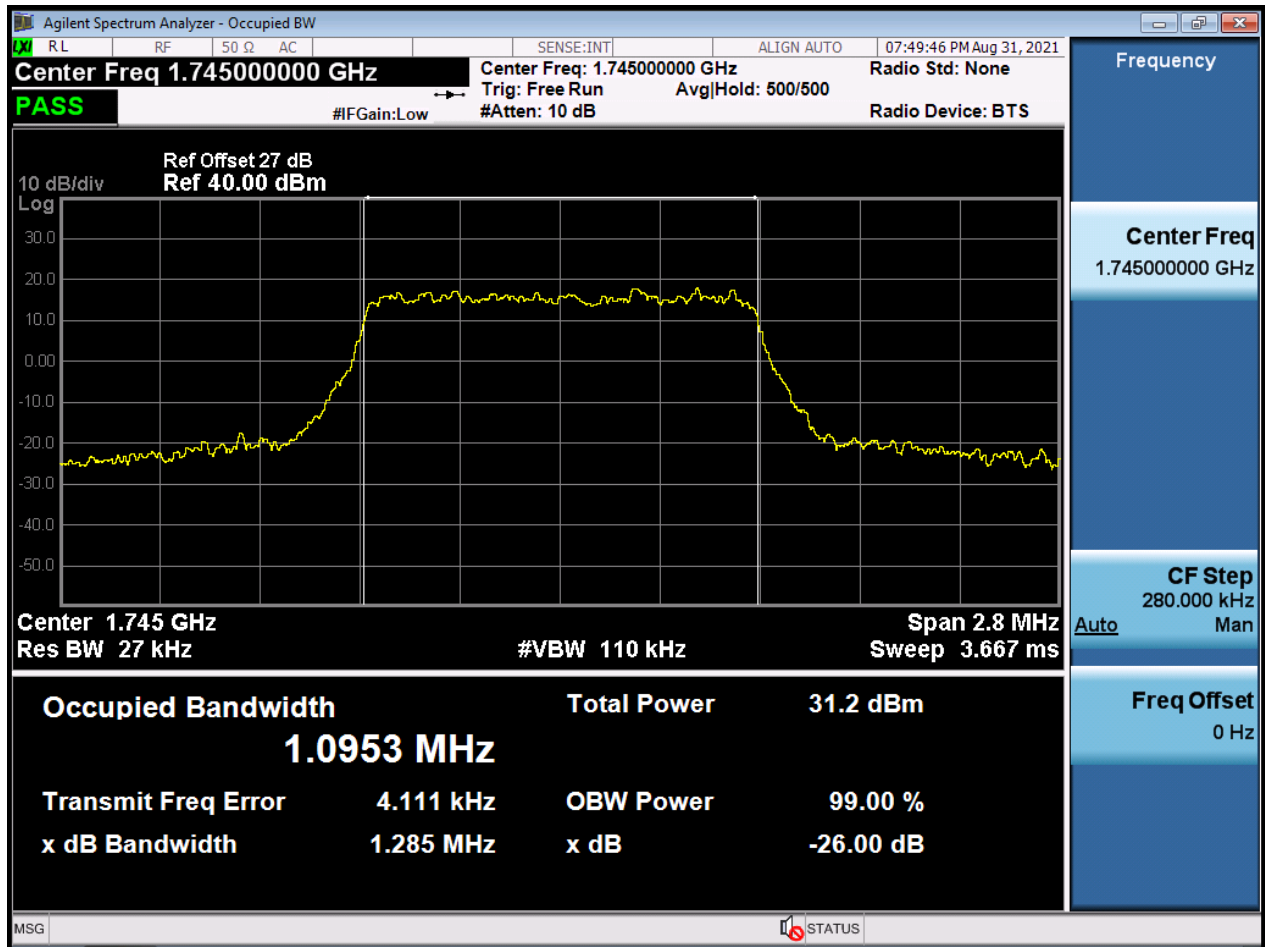 Agilent Spectrum Analyzer - Occupied BW
LXI RL RF 50 Ω AC SENSE:INT ALIGN AUTO 07:49:46 PM Aug 31, 2021
Center Freq 1.745000000 GHz
Center Freq: 1.745000000 GHz Radio Std: None
Trig: Free Run Avg|Hold: 500/500
PASS
#IFGain:Low #Atten: 10 dB Radio Device: BTS
Ref Offset 27 dB
10 dB/div Ref 40.00 dBm
Log
30.0
20.0
10.0
0.00
-10.0
-20.0
-30.0
-40.0
-50.0
Center 1.745 GHz Span 2.8 MHz
Res BW 27 kHz #VBW 110 kHz Sweep 3.667 ms
Occupied Bandwidth Total Power 31.2 dBm
1.0953 MHz
Transmit Freq Error 4.111 kHz OBW Power 99.00 %
x dB Bandwidth 1.285 MHz x dB -26.00 dB
MSG STATUS
Frequency
Center Freq
1.745000000 GHz
CF Step
280.000 kHz
Auto Man
Freq Offset
0 Hz